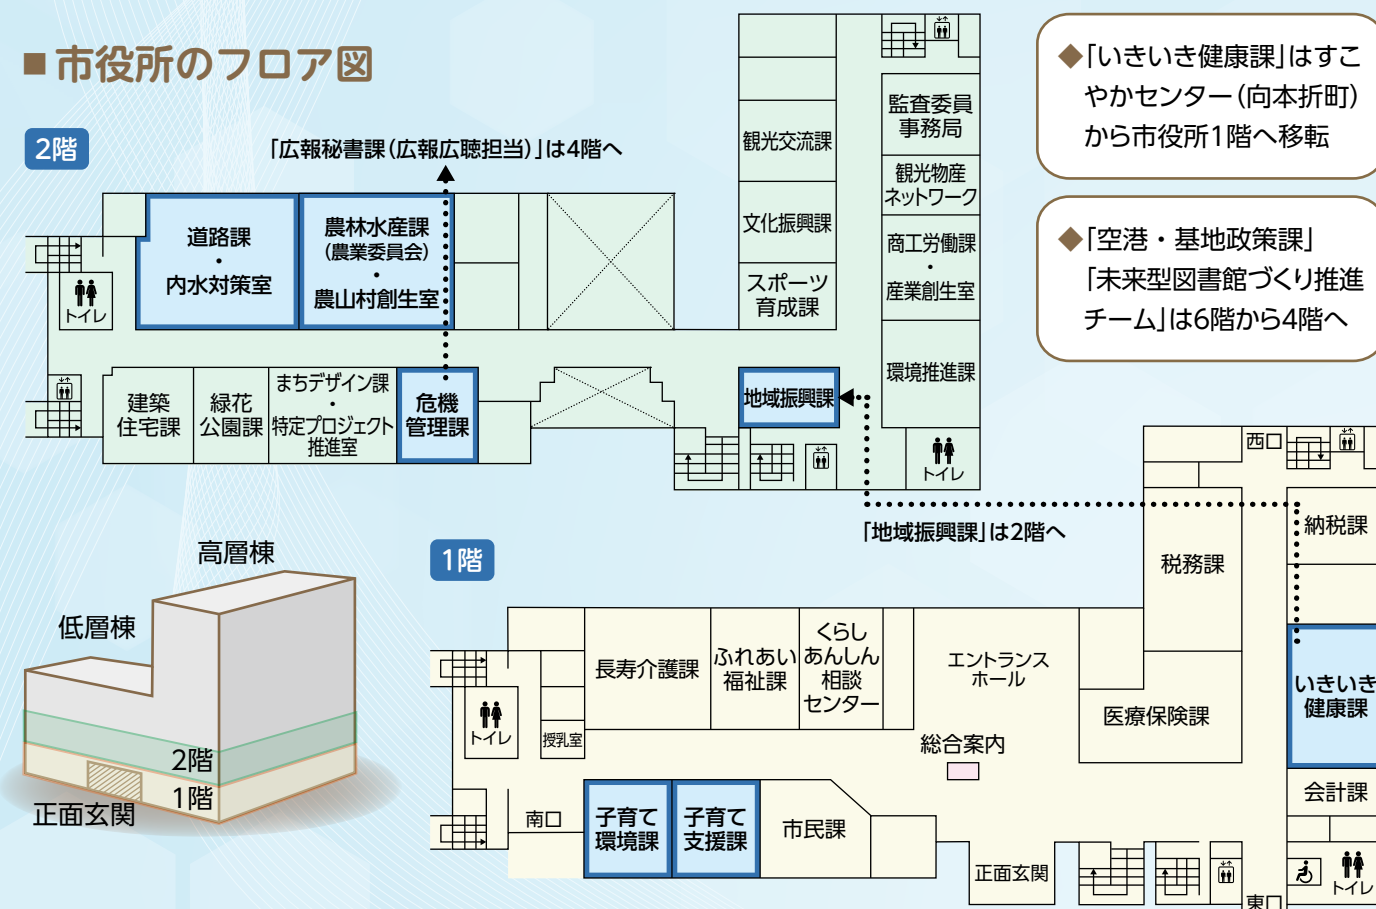 ■市役所のフロア図
2階
「広報秘書課(広報広聴担当)」は4階へ
道路課
・
内水対策室
農林水産課
(農業委員会)
・
農山村創生室
トイレ
建築
住宅課
緑花
公園課
まちデザイン課
・
特定プロジェクト
推進室
危機
管理課
観光交流課
文化振興課
スポーツ
育成課
監査委員
事務局
観光物産
ネットワーク
商工労働課
・
産業創生室
環境推進課
地域振興課
トイレ
「地域振興課」は2階へ
◆「いきいき健康課」はすこ
やかセンター(向本折町)
から市役所1階へ移転
◆「空港・基地政策課」
「未来型図書館づくり推進
チーム」は6階から4階へ
高層棟
低層棟
2階
1階
正面玄関
1階
長寿介護課
ふれあい
福祉課
くらし
あんしん
相談
センター
エントランス
ホール
トイレ
授乳室
総合案内
南口
子育て
環境課
子育て
支援課
市民課
正面玄関
西口
税務課
納税課
医療保険課
いきいき
健康課
会計課
トイレ
東口